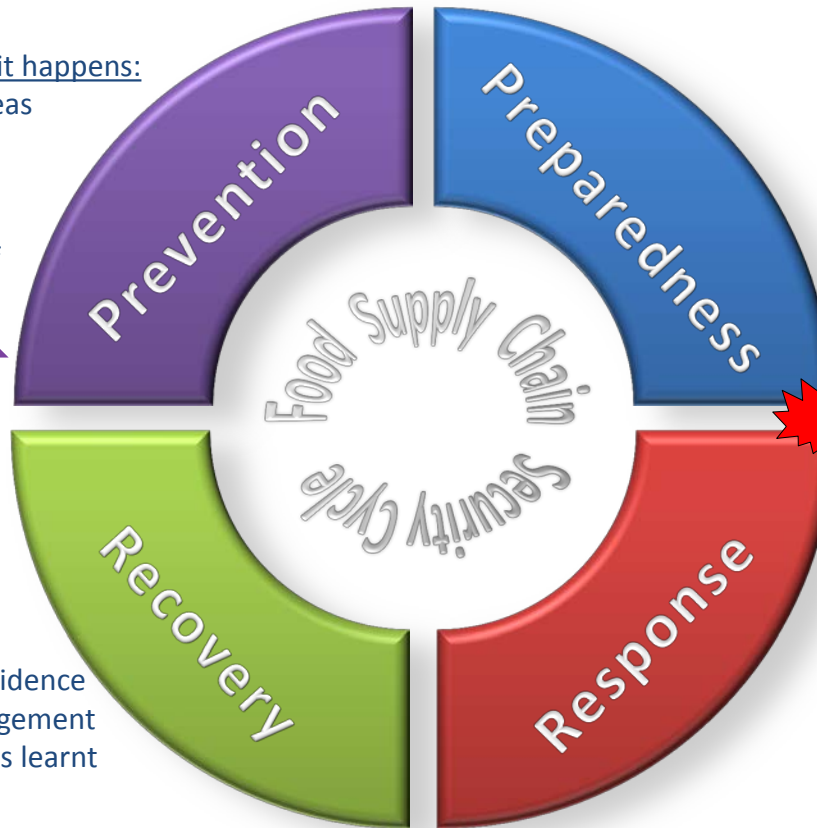 it happens:
eas
Prevention
Preparedness
Food Supply Chain
Security Cycle
Recovery
Response
idence
gement
s learnt